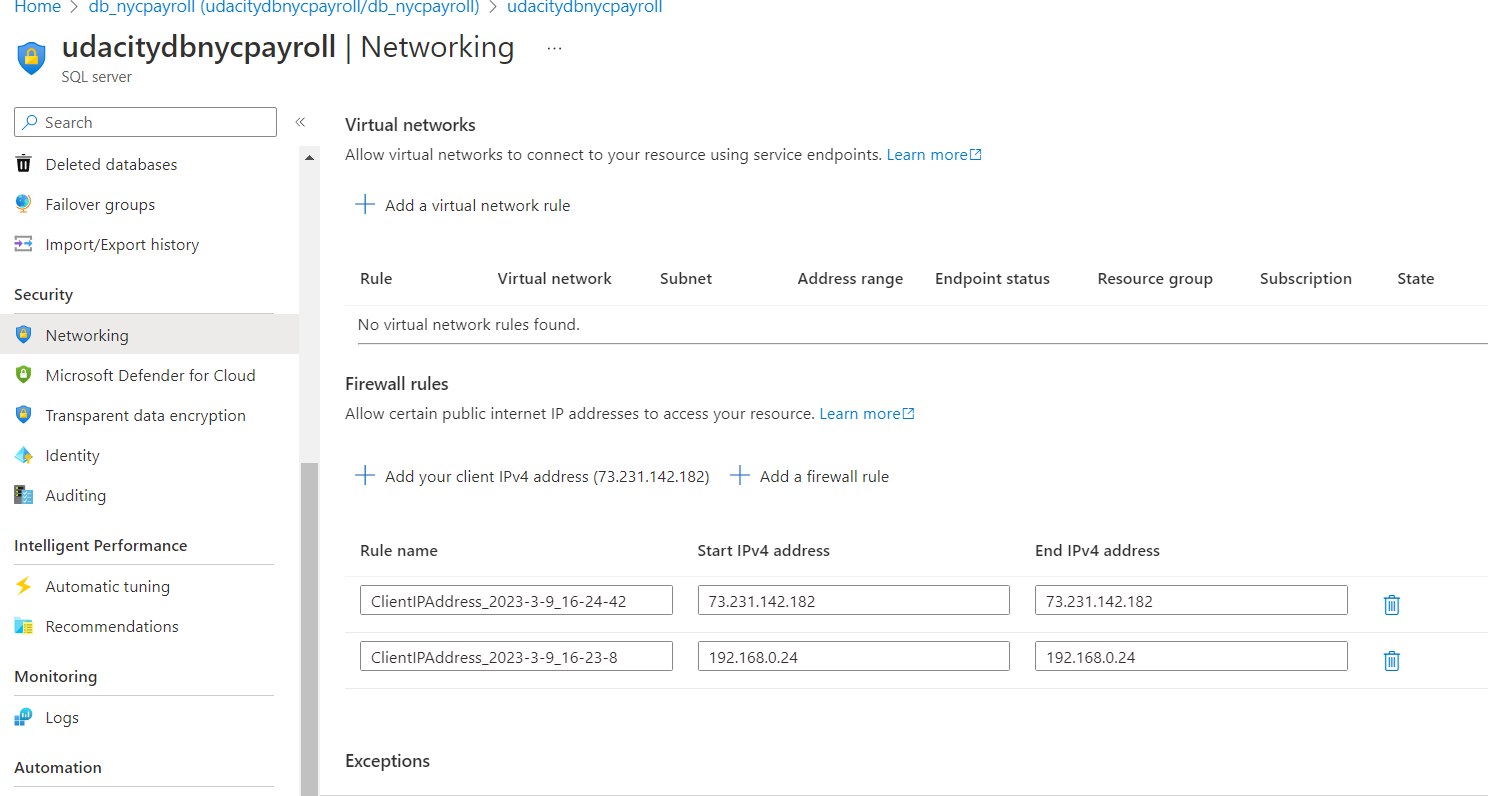 Home > db_nycpayroll (udacitydbnycpayroll/db_nycpayroll) > udacitydbnycpayroll
udacitydbnycpayroll | Networking ...
SQL server
Search
«
Deleted databases
Failover groups
Import/Export history
Security
Networking
Microsoft Defender for Cloud
Transparent data encryption
Identity
Auditing
Intelligent Performance
Automatic tuning
Recommendations
Monitoring
Logs
Automation
Virtual networks
Allow virtual networks to connect to your resource using service endpoints. Learn more
Add a virtual network rule
Rule Virtual network Subnet Address range Endpoint status Resource group Subscription State
No virtual network rules found.
Firewall rules
Allow certain public internet IP addresses to access your resource. Learn more
Add your client IPv4 address (73.231.142.182) Add a firewall rule
Rule name Start IPv4 address End IPv4 address
ClientIPAddress_2023-3-9_16-24-42 73.231.142.182 73.231.142.182
ClientIPAddress_2023-3-9_16-23-8 192.168.0.24 192.168.0.24
Exceptions